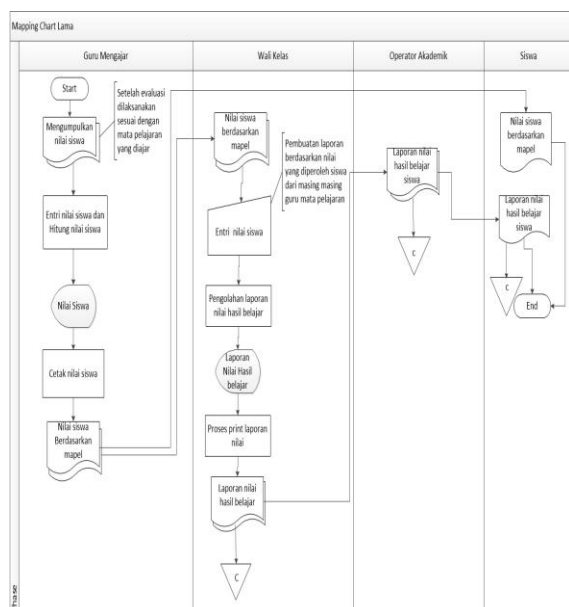 Mapping Chart Lama
Guru Mengajar
Wali Kelas
Operator Akademik
Siswa
Start
Setelah evaluasi
dilaksanakan
sesuai dengan
mata pelajaran
yang diajar
Mengumpulkan
nilai siswa
Entri nilai siswa dan
Hitung nilai siswa
Nilai Siswa
Cetak nilai siswa
Nilai siswa
Berdasarkan
mapel
Nilai siswa
berdasarkan
mapel
Pembuatan laporan
berdasarkan nilai
yang diperoleh siswa
dari masing masing
guru mata pelajaran
Entri nilai siswa
Pengolahan laporan
nilai hasil belajar
Laporan
Nilai Hasil
belajar
Proses print laporan
nilai
Laporan nilai
hasil belajar
C
Laporan nilai
hasil belajar
siswa
C
Nilai siswa
berdasarkan
mapel
Laporan nilai
hasil belajar
siswa
C
End
hase